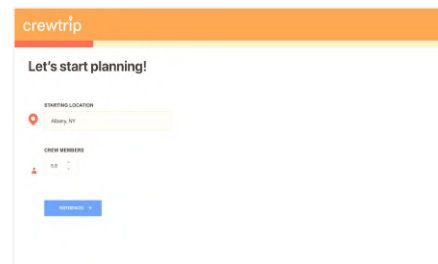 crewtrip
Let's start planning!
STARTING LOCATION
Albany, NY
CREW MEMBERS